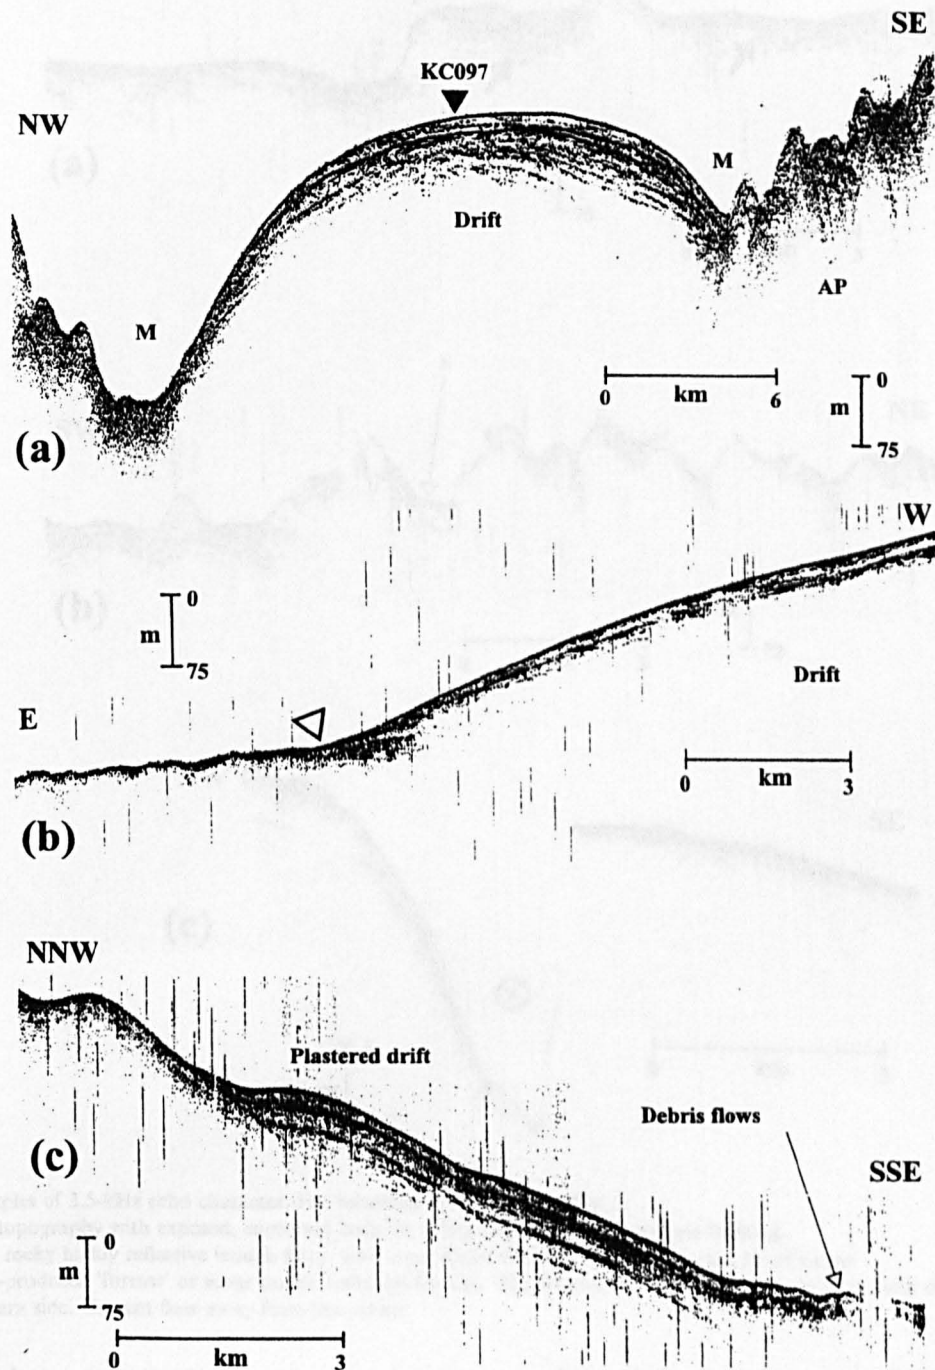 SE
KC097
NW
M
M
Drift
AP
0 km 6
0
m
75
(a)
W
0
m
75
Drift
E
0 km 3
(b)
NNW
Plastered drift
Debris flows
(c)
SSE
0
m
75
0 km 3